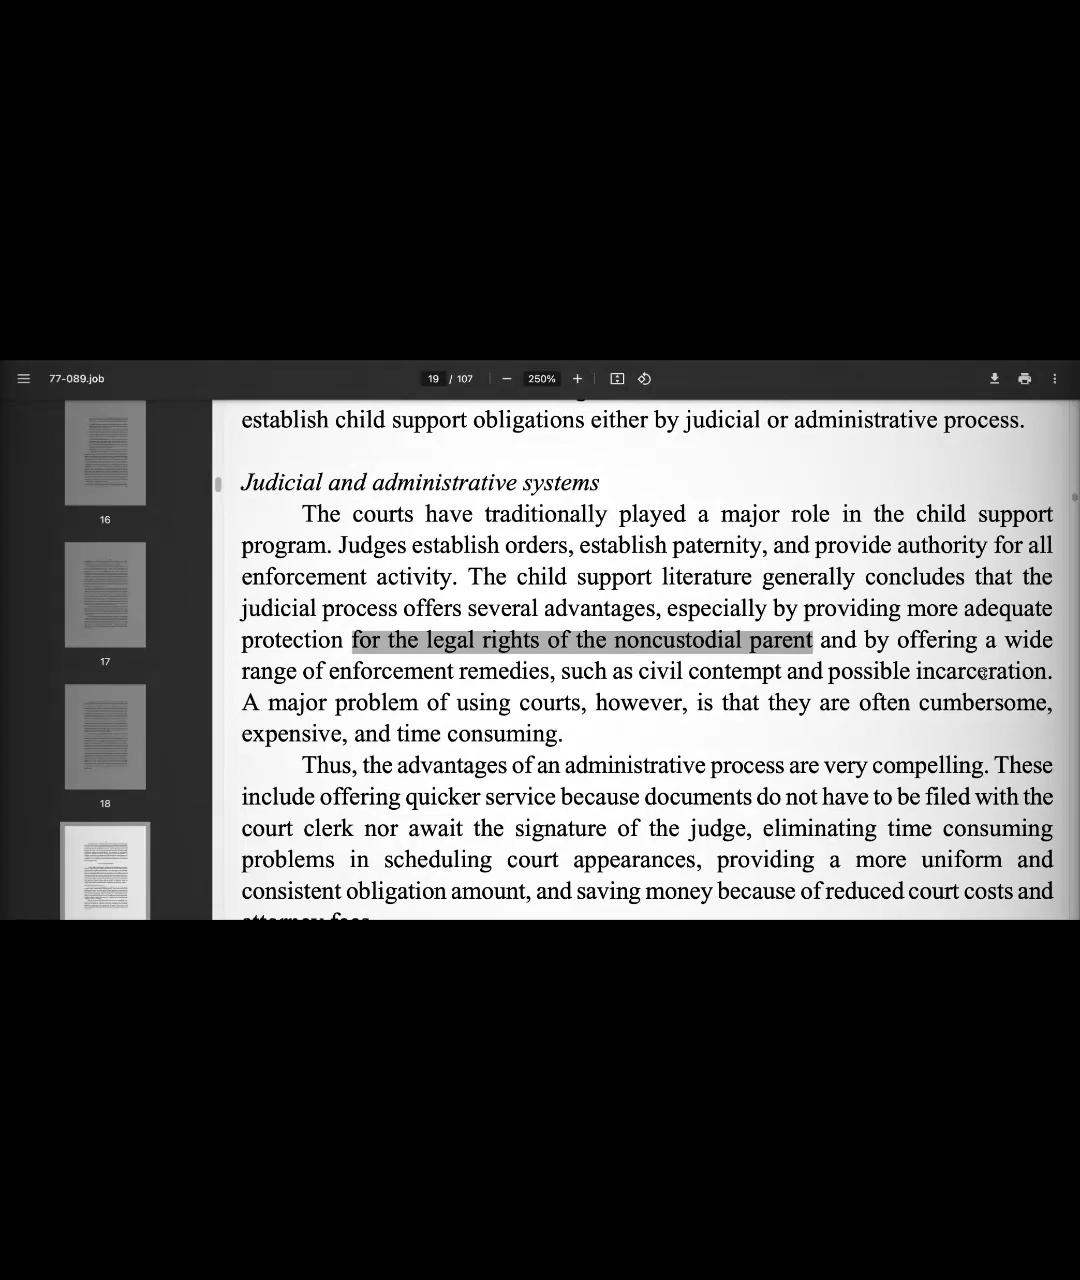 77-089.job
19 / 107
250%
establish child support obligations either by judicial or administrative process.
Judicial and administrative systems
The courts have traditionally played a major role in the child support
program. Judges establish orders, establish paternity, and provide authority for all
enforcement activity. The child support literature generally concludes that the
judicial process offers several advantages, especially by providing more adequate
protection for the legal rights of the noncustodial parent and by offering a wide
range of enforcement remedies, such as civil contempt and possible incarceration.
A major problem of using courts, however, is that they are often cumbersome,
expensive, and time consuming.
Thus, the advantages of an administrative process are very compelling. These
include offering quicker service because documents do not have to be filed with the
court clerk nor await the signature of the judge, eliminating time consuming
problems in scheduling court appearances, providing a more uniform and
consistent obligation amount, and saving money because of reduced court costs and
attorney fees.
16
17
18